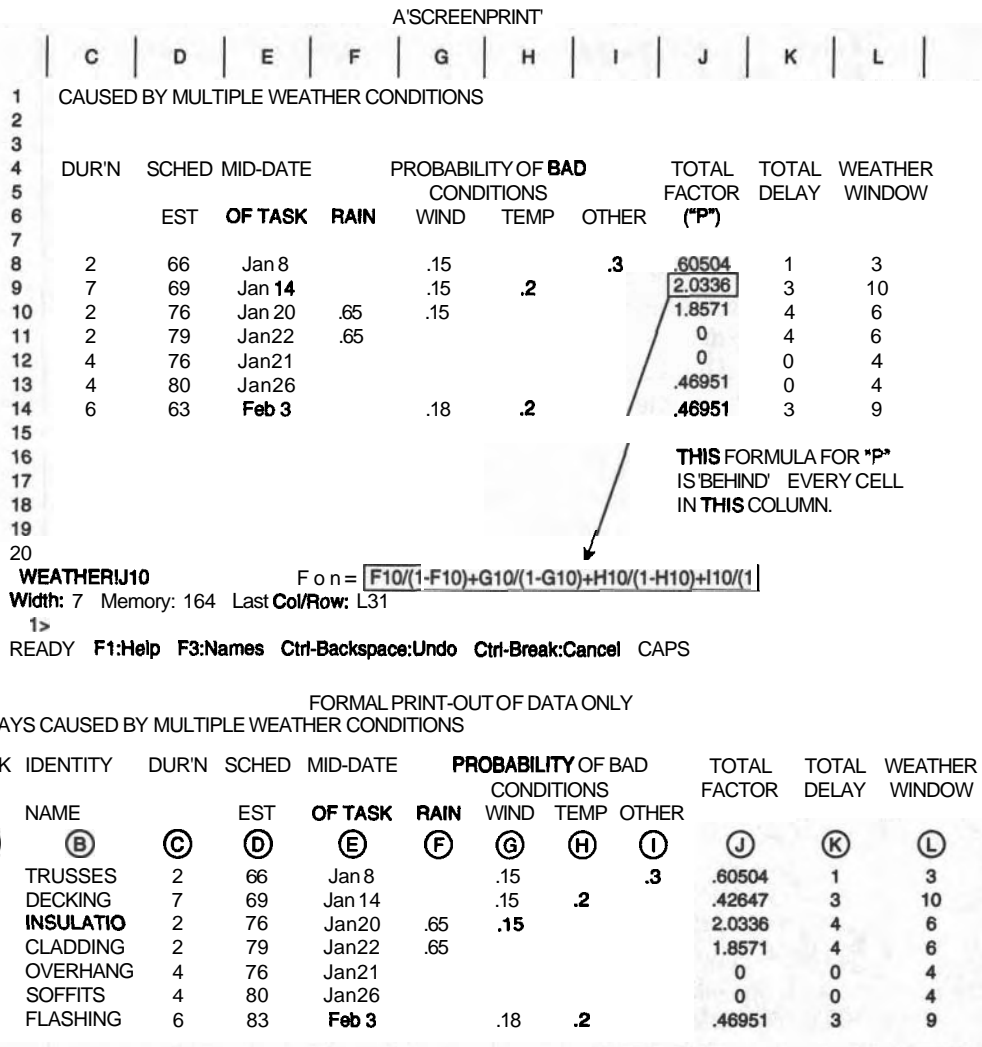 A'SCREENPRINT'
C D E F G H I J K L
1 CAUSED BY MULTIPLE WEATHER CONDITIONS
2
3
4 DUR'N SCHED MID-DATE PROBABILITY OF BAD TOTAL TOTAL WEATHER
5 CONDITIONS FACTOR DELAY WINDOW
6 EST OF TASK RAIN WIND TEMP OTHER ("P")
7
8 2 66 Jan 8 .15 .3 .60504 1 3
9 7 69 Jan 14 .15 .2 2.0336 3 10
10 2 76 Jan 20 .65 .15 1.8571 4 6
11 2 79 Jan22 .65 0 4 6
12 4 76 Jan21 0 0 4
13 4 80 Jan26 .46951 0 4
14 6 63 Feb 3 .18 .2 .46951 3 9
15
16 THIS FORMULA FOR "P"
17 IS 'BEHIND' EVERY CELL
18 IN THIS COLUMN.
19
20
WEATHER!J10 F o n = F10/(1-F10)+G10/(1-G10)+H10/(1-H10)+I10/(1
Width: 7 Memory: 164 Last Col/Row: L31
1>
READY F1:Help F3:Names Ctrl-Backspace:Undo Ctrl-Break:Cancel CAPS
FORMAL PRINT-OUT OF DATA ONLY
AYS CAUSED BY MULTIPLE WEATHER CONDITIONS
K IDENTITY DUR'N SCHED MID-DATE PROBABILITY OF BAD TOTAL TOTAL WEATHER
CONDITIONS FACTOR DELAY WINDOW
NAME EST OF TASK RAIN WIND TEMP OTHER
B C D E F G H I J K L
TRUSSES 2 66 Jan 8 .15 .3 .60504 1 3
DECKING 7 69 Jan 14 .15 .2 .42647 3 10
INSULATIO 2 76 Jan20 .65 .15 2.0336 4 6
CLADDING 2 79 Jan22 .65 1.8571 4 6
OVERHANG 4 76 Jan21 0 0 4
SOFFITS 4 80 Jan26 0 0 4
FLASHING 6 83 Feb 3 .18 .2 .46951 3 9